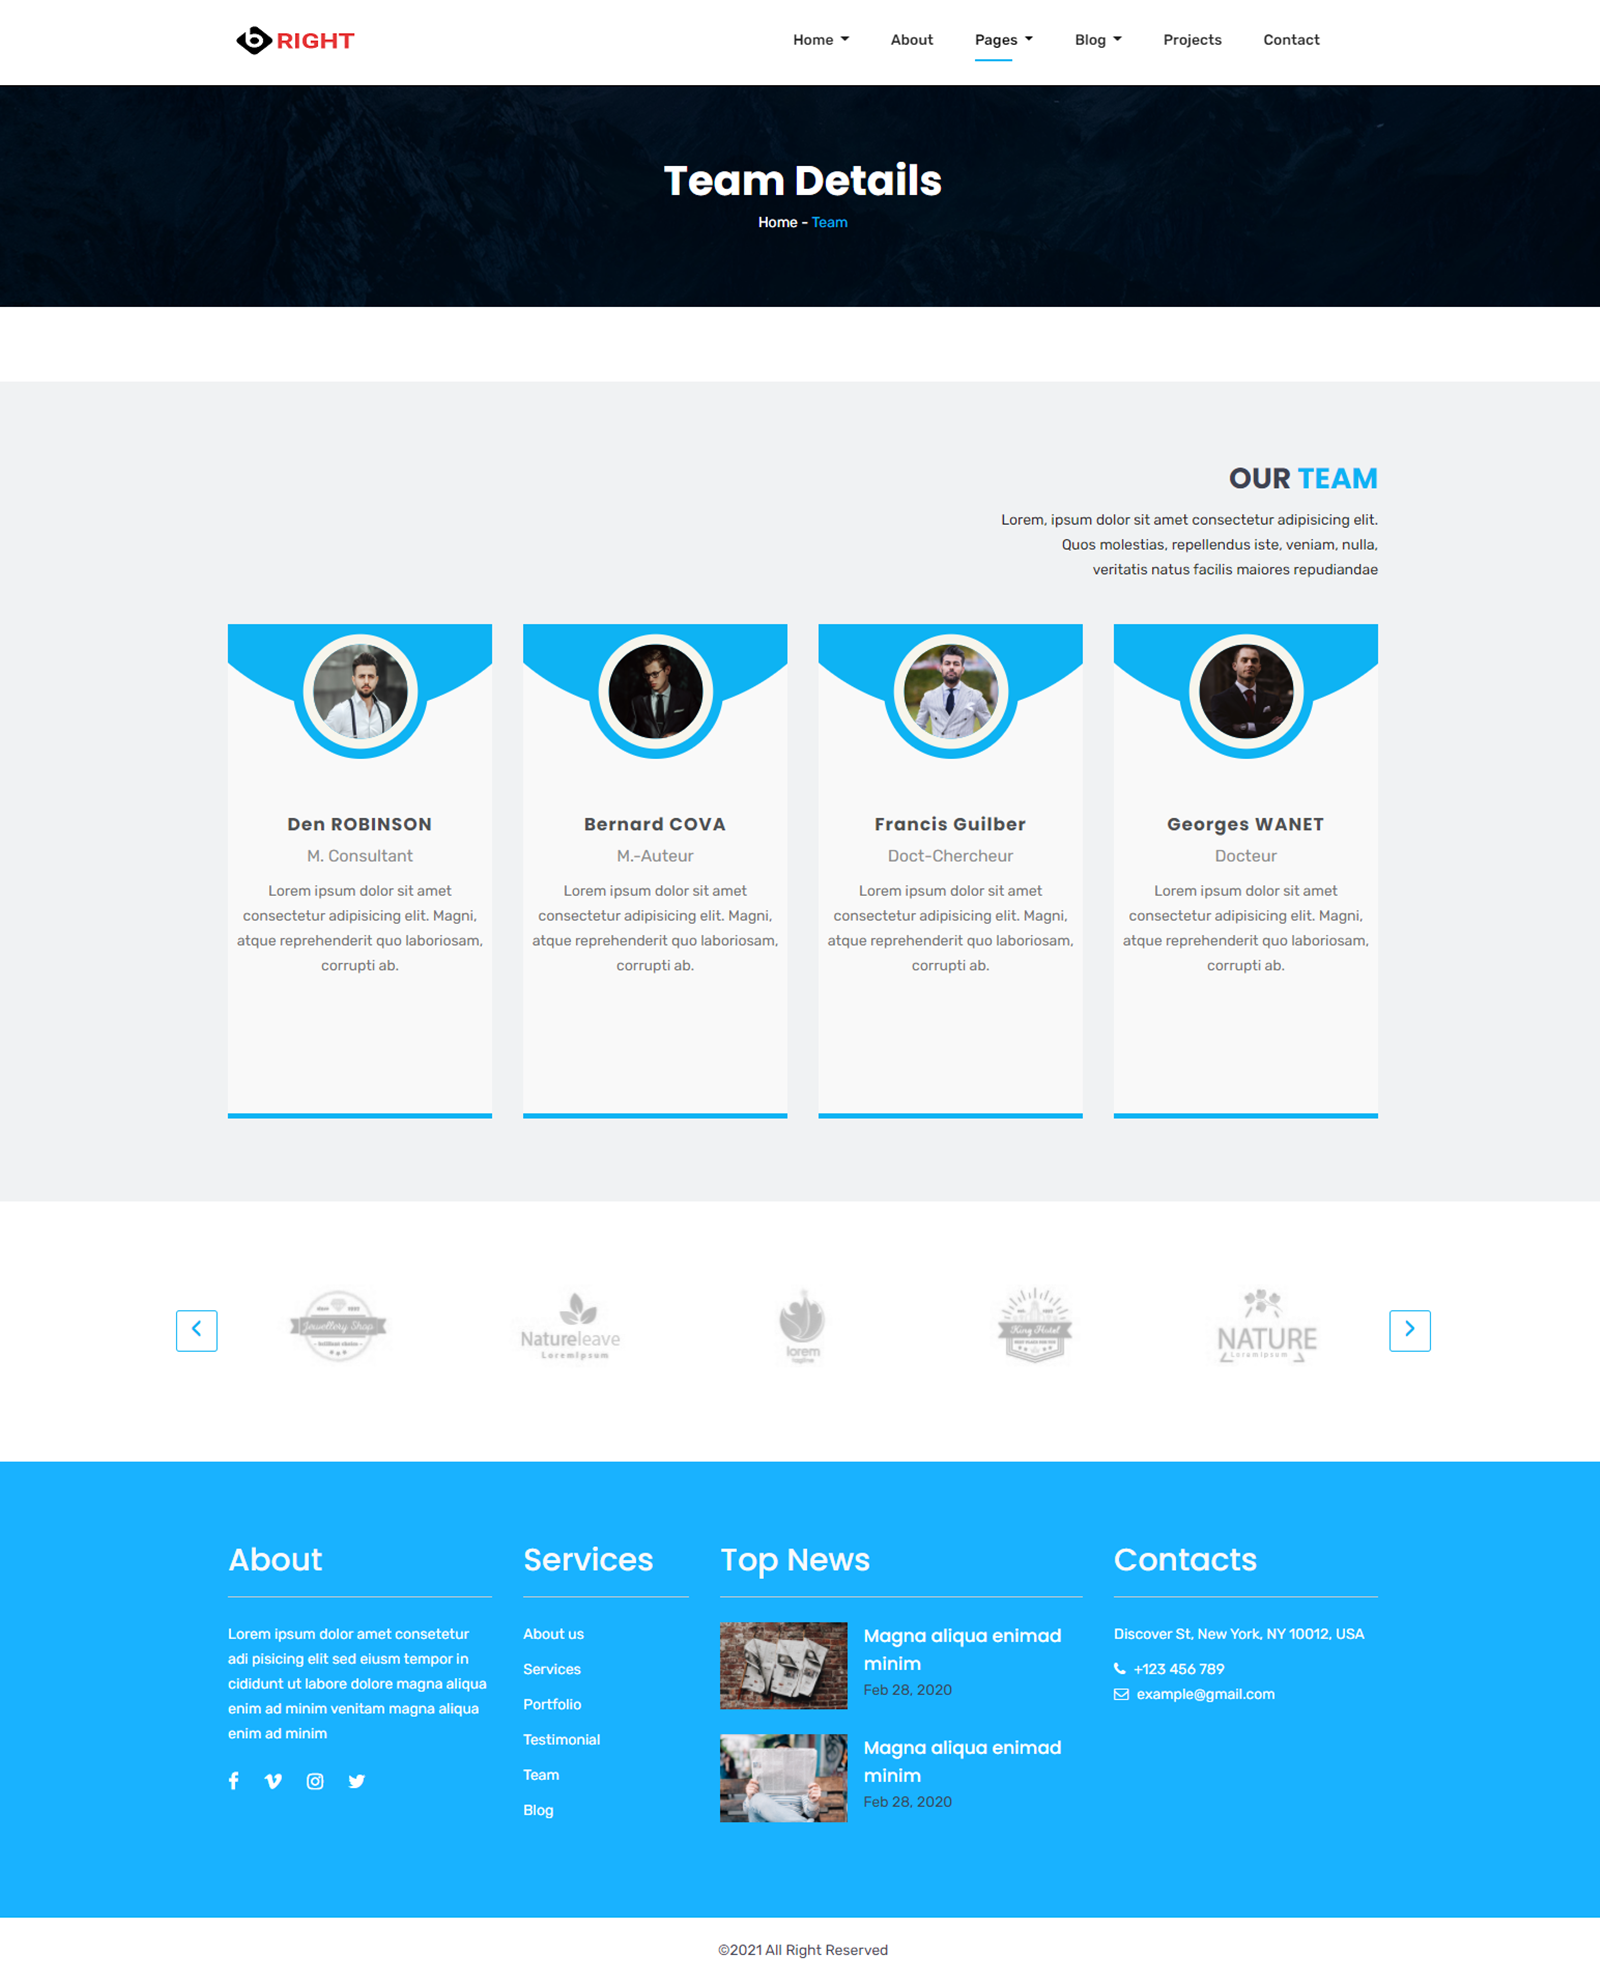 b RIGHT
Home About Pages Blog Projects Contact
Team Details
Home - Team
OUR TEAM
Lorem, ipsum dolor sit amet consectetur adipisicing elit.
Quos molestias, repellendus iste, veniam, nulla,
veritatis natus facilis maiores repudiandae
Den ROBINSON
M. Consultant
Lorem ipsum dolor sit amet
consectetur adipisicing elit. Magni,
atque reprehenderit quo laboriosam,
corrupti ab.
Bernard COVA
M.-Auteur
Lorem ipsum dolor sit amet
consectetur adipisicing elit. Magni,
atque reprehenderit quo laboriosam,
corrupti ab.
Francis Guilber
Doct-Chercheur
Lorem ipsum dolor sit amet
consectetur adipisicing elit. Magni,
atque reprehenderit quo laboriosam,
corrupti ab.
Georges WANET
Docteur
Lorem ipsum dolor sit amet
consectetur adipisicing elit. Magni,
atque reprehenderit quo laboriosam,
corrupti ab.
Jewellery Shop
Natureleave
LoremIpsum
lorem
tagline
King Hotel
NATURE
LoremIpsum
About
Lorem ipsum dolor amet consetetur
adi pisicing elit sed eiusm tempor in
cididunt ut labore dolore magna aliqua
enim ad minim venitam magna aliqua
enim ad minim
Services
About us
Services
Portfolio
Testimonial
Team
Blog
Top News
Magna aliqua enimad
minim
Feb 28, 2020
Magna aliqua enimad
minim
Feb 28, 2020
Contacts
Discover St, New York, NY 10012, USA
+123 456 789
example@gmail.com
©2021 All Right Reserved